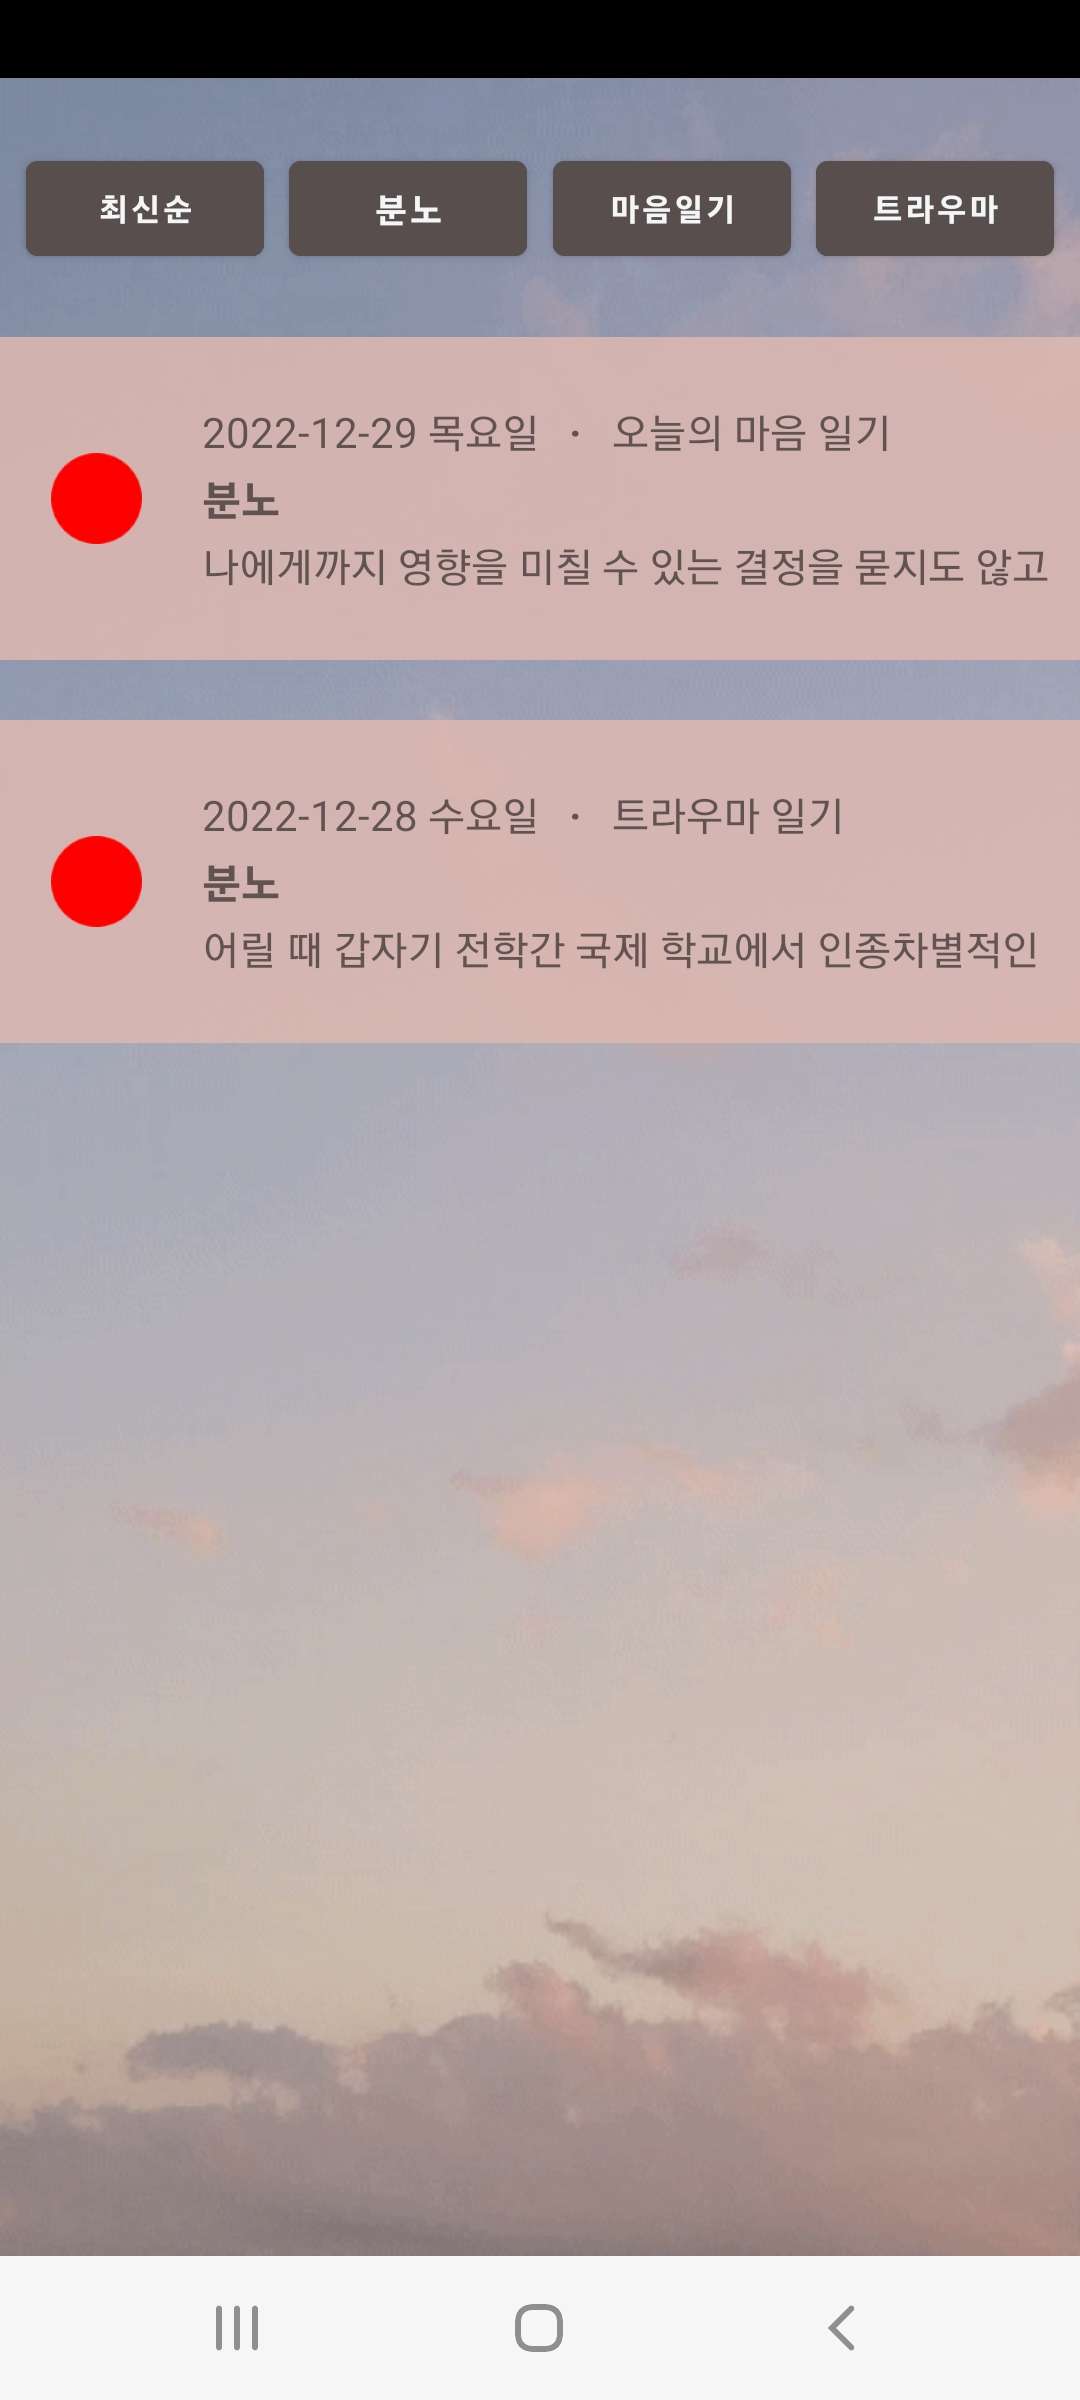 최신순 분노 마음일기 트라우마
2022-12-29 목요일 · 오늘의 마음 일기
분노
나에게까지 영향을 미칠 수 있는 결정을 묻지도 않고
2022-12-28 수요일 · 트라우마 일기
분노
어릴 때 갑자기 전학간 국제 학교에서 인종차별적인